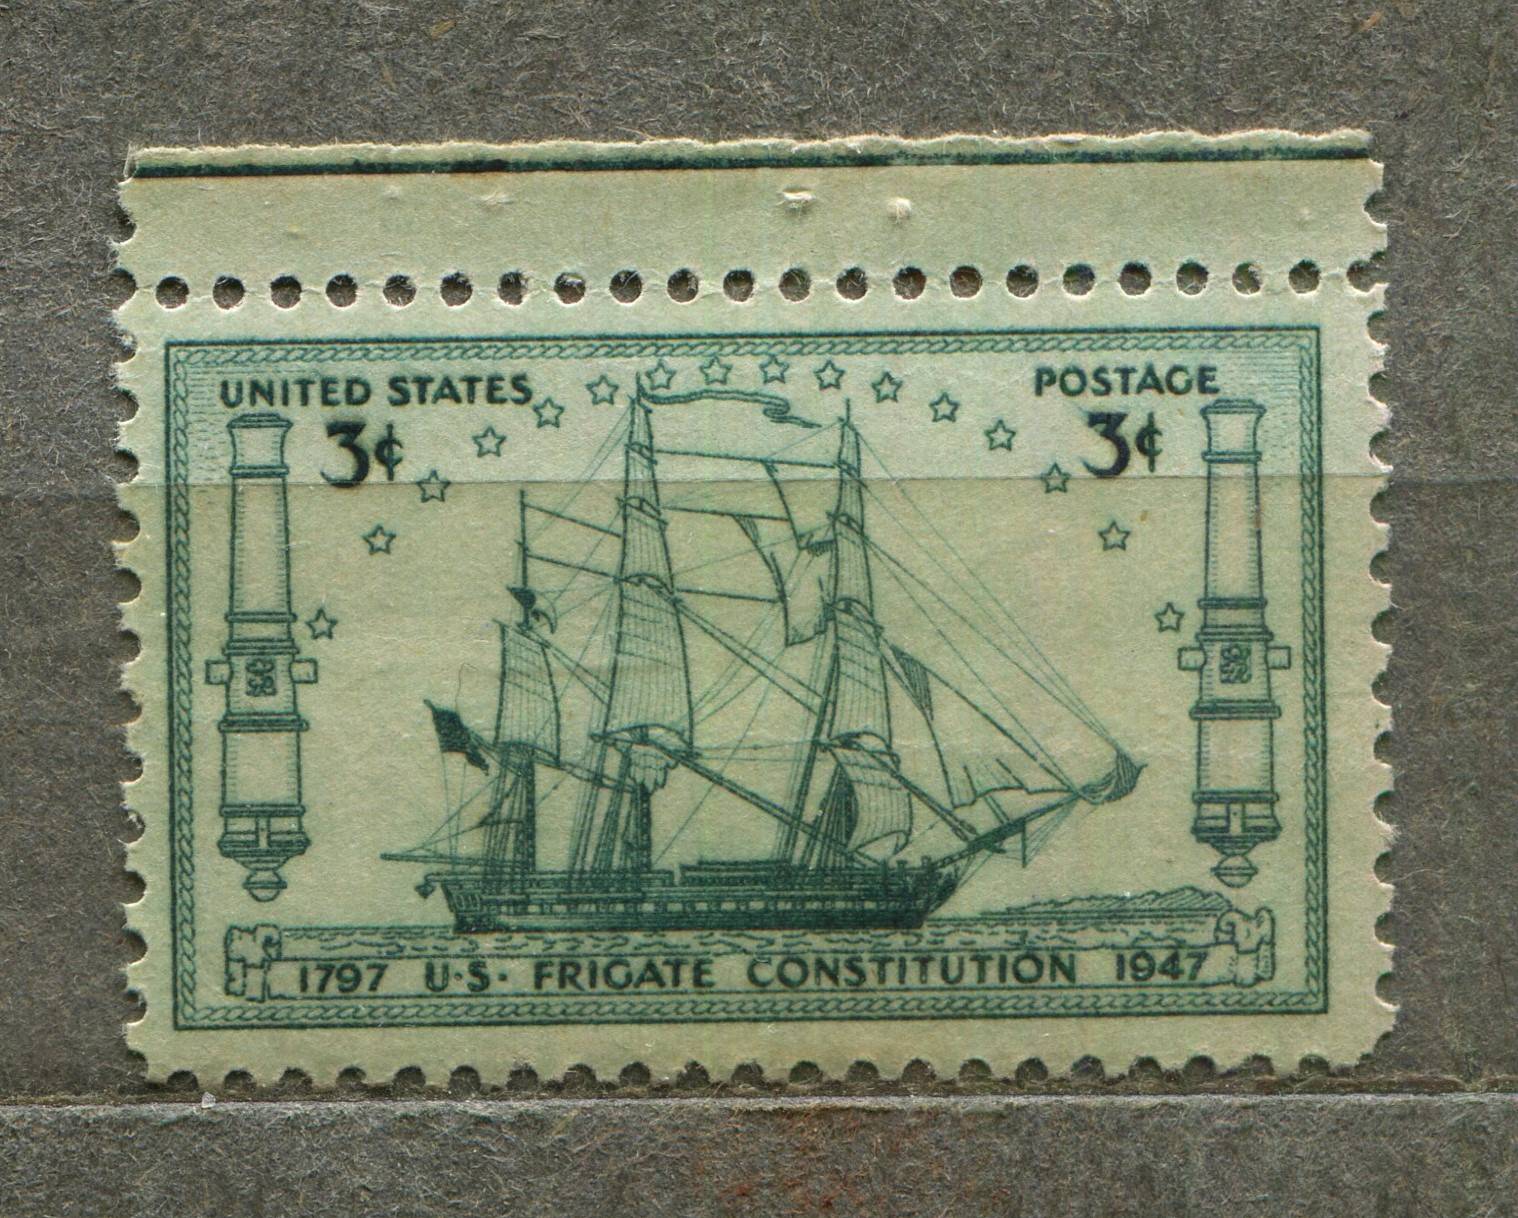 UNITED STATES
POSTAGE
3¢
3¢
1797 U·S· FRIGATE CONSTITUTION 1947